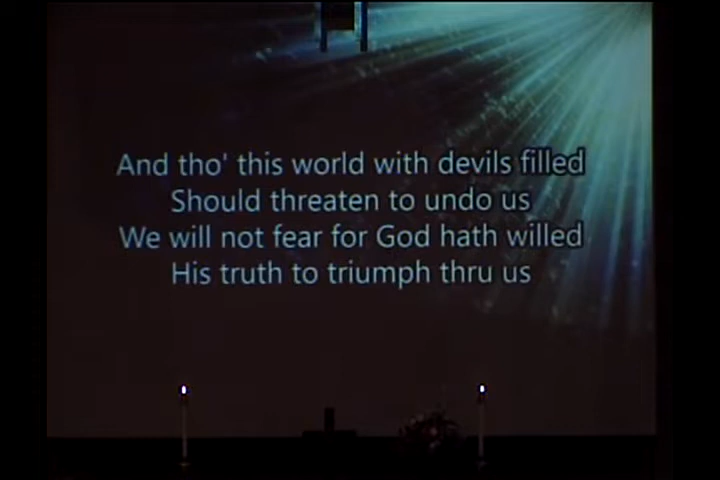 And tho' this world with devils filled
Should threaten to undo us
We will not fear for God hath willed
His truth to triumph thru us